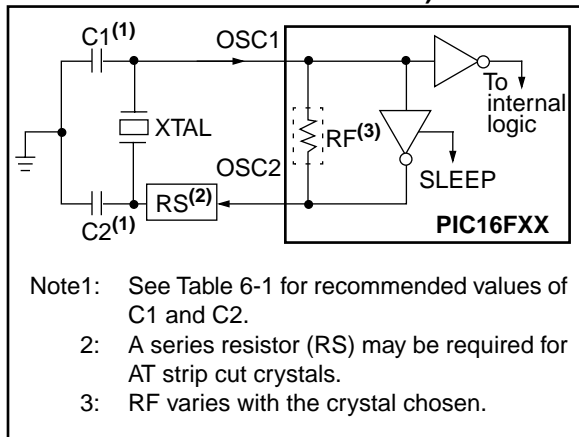 C1(1)
OSC1
To
internal
logic
XTAL
RF(3)
OSC2
SLEEP
RS(2)
C2(1)
PIC16FXX
Note1: See Table 6-1 for recommended values of
C1 and C2.
2: A series resistor (RS) may be required for
AT strip cut crystals.
3: RF varies with the crystal chosen.